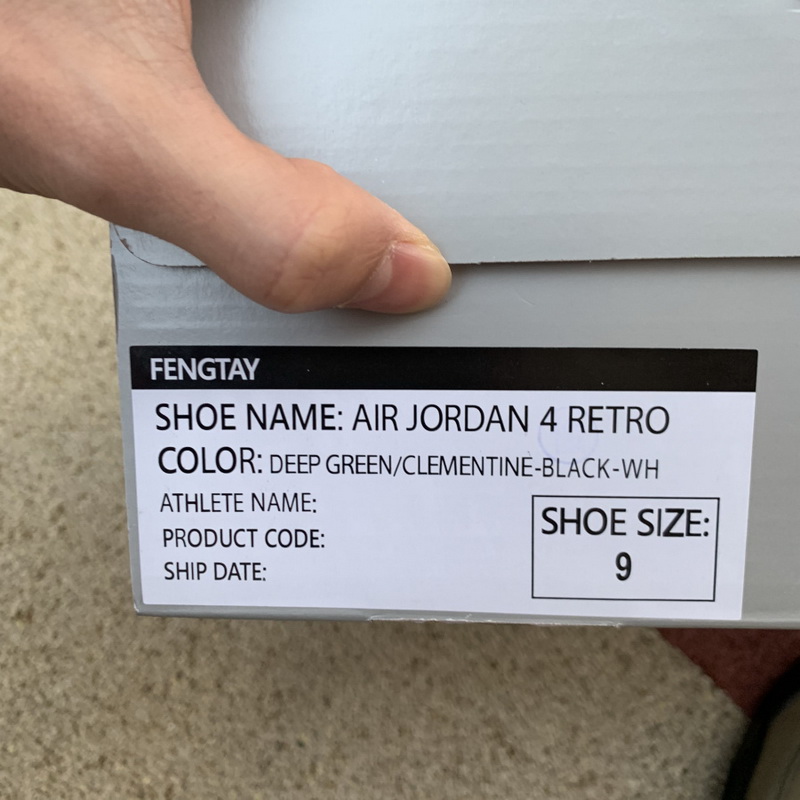 FENGTAY
SHOE NAME: AIR JORDAN 4 RETRO
COLOR: DEEP GREEN/CLEMENTINE-BLACK-WH
ATHLETE NAME:
PRODUCT CODE:
SHIP DATE:
SHOE SIZE:
9